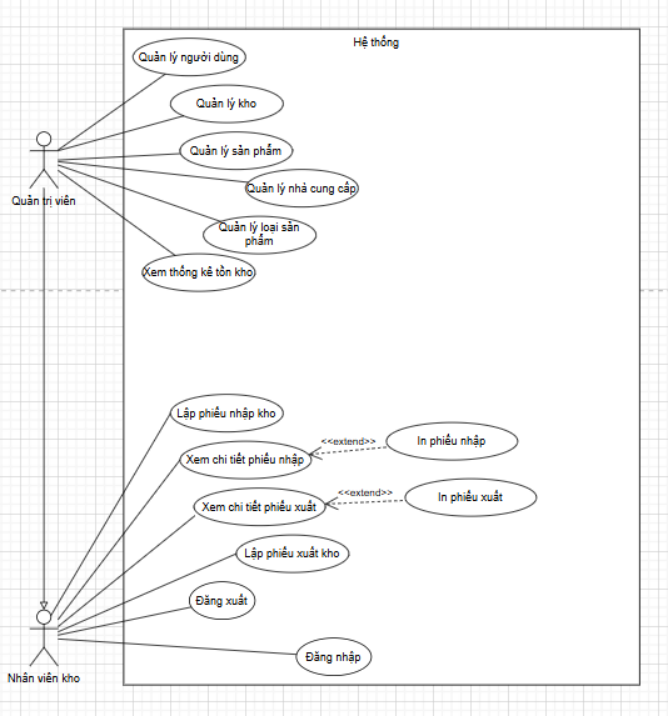 Hệ thống
Quản lý người dùng
Quản lý kho
Quản lý sản phẩm
Quản lý nhà cung cấp
Quản trị viên
Quản lý loại sản
phẩm
Xem thống kê tồn kho
Lập phiếu nhập kho
<<extend>>
In phiếu nhập
Xem chi tiết phiếu nhập
<<extend>>
In phiếu xuất
Xem chi tiết phiếu xuất
Lập phiếu xuất kho
Đăng xuất
Đăng nhập
Nhân viên kho